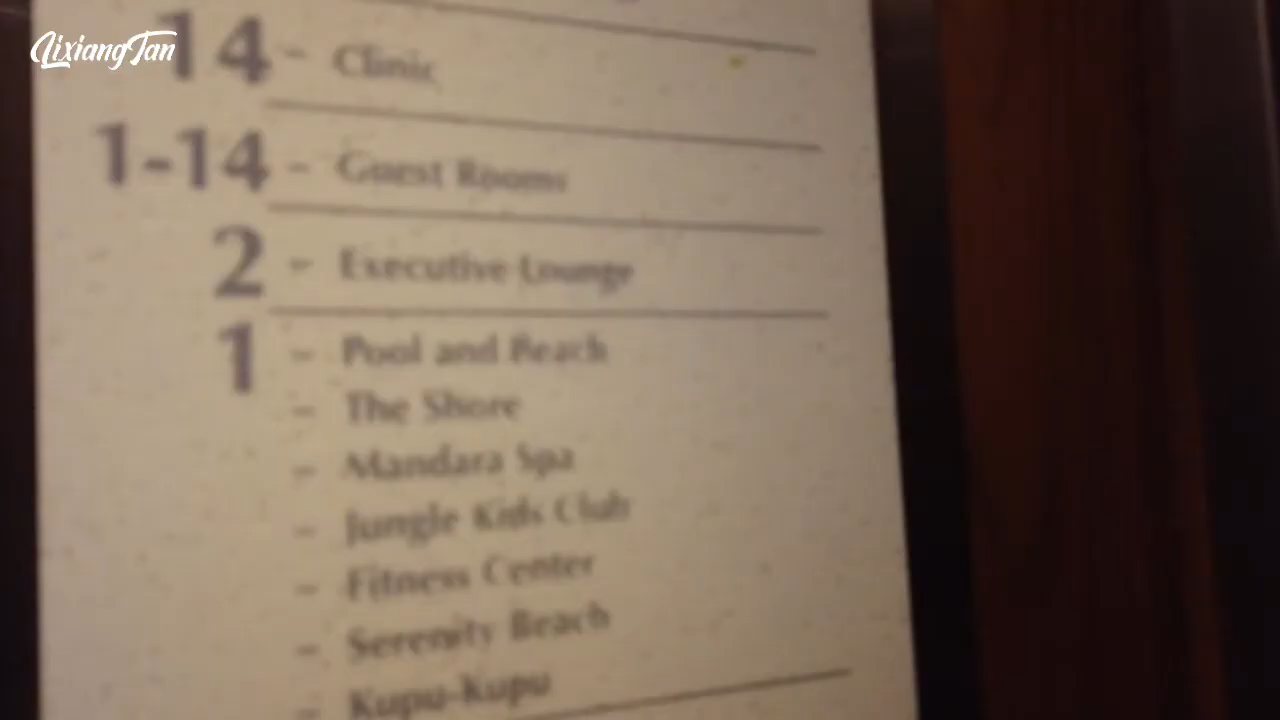 LixiangTan
14 - Clinic
1-14 - Guest Rooms
2 - Executive Lounge
1 - Pool and Beach
- The Shore
- Mandara Spa
- Jungle Kids Club
- Fitness Center
- Serenity Beach
- Kupu-Kupu